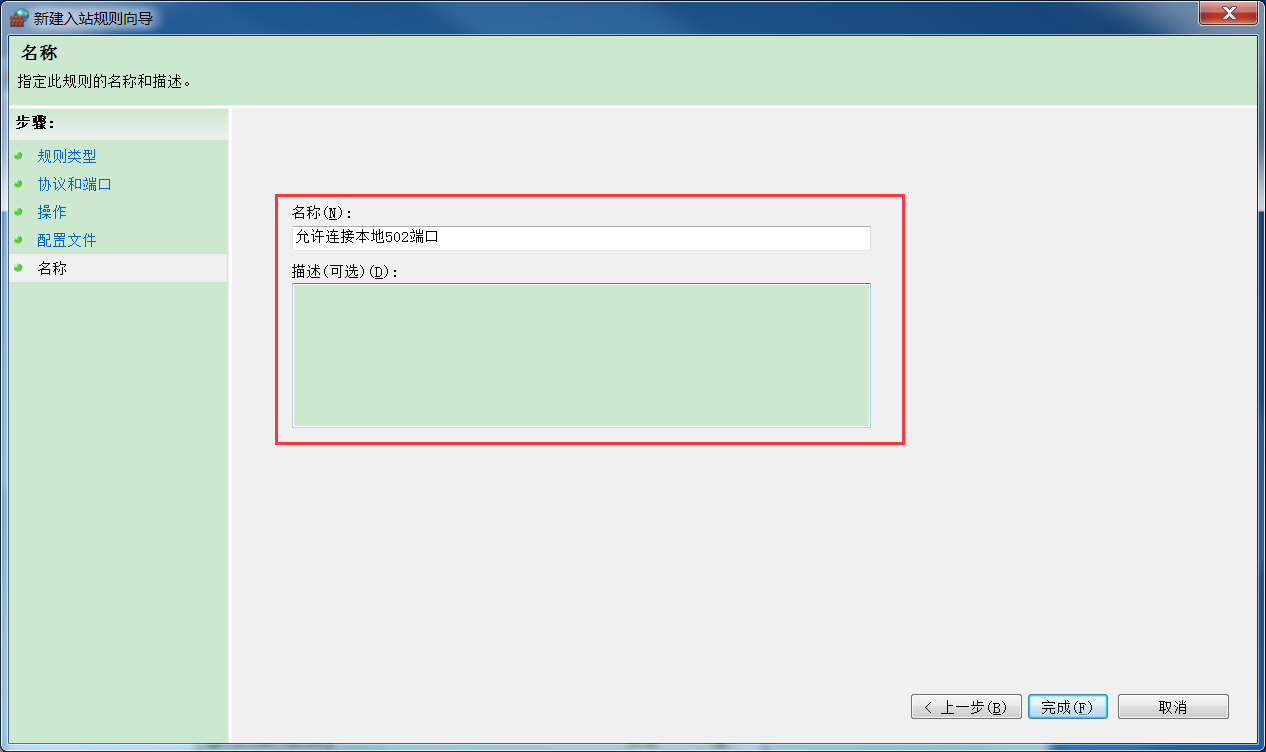 新建入站规则向导
名称
指定此规则的名称和描述。
步骤:
规则类型
协议和端口
操作
配置文件
名称
名称(N):
允许连接本地502端口
描述(可选)(D):
< 上一步(B)
完成(F)
取消